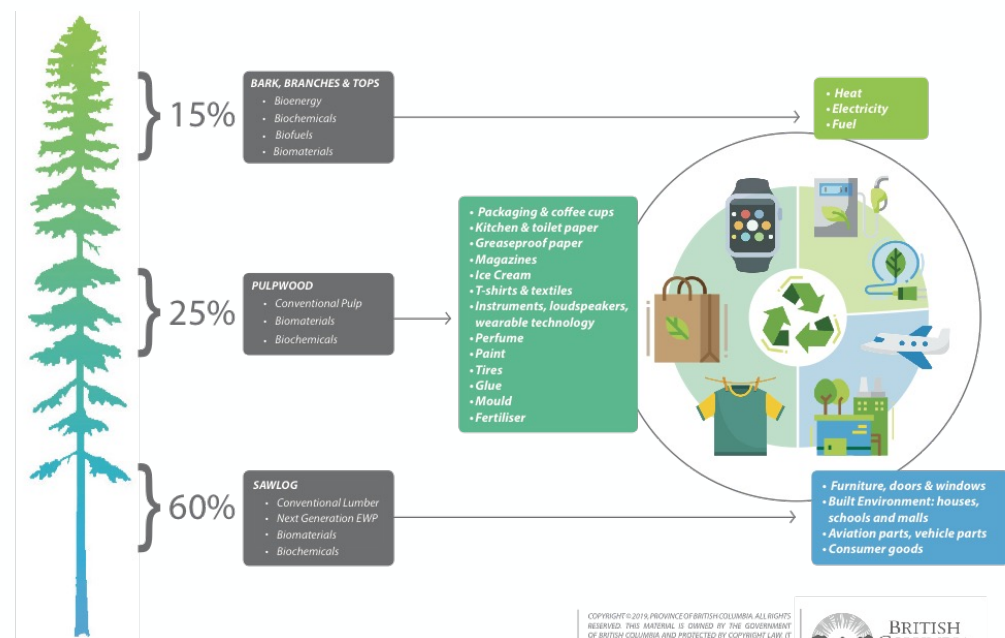 15%
BARK, BRANCHES & TOPS
• Bioenergy
• Biochemicals
• Biofuels
• Biomaterials
• Heat
• Electricity
• Fuel
25%
PULPWOOD
• Conventional Pulp
• Biomaterials
• Biochemicals
• Packaging & coffee cups
• Kitchen & toilet paper
• Greaseproof paper
• Magazines
• Ice Cream
• T-shirts & textiles
• Instruments, loudspeakers,
wearable technology
• Perfume
• Paint
• Tires
• Glue
• Mould
• Fertiliser
60%
SAWLOG
• Conventional Lumber
• Next Generation EWP
• Biomaterials
• Biochemicals
• Furniture, doors & windows
• Built Environment: houses,
schools and malls
• Aviation parts, vehicle parts
• Consumer goods
COPYRIGHT © 2019, PROVINCE OF BRITISH COLUMBIA. ALL RIGHTS
RESERVED. THIS MATERIAL IS OWNED BY THE GOVERNMENT
OF BRITISH COLUMBIA AND PROTECTED BY COPYRIGHT LAW. IT
BRITISH